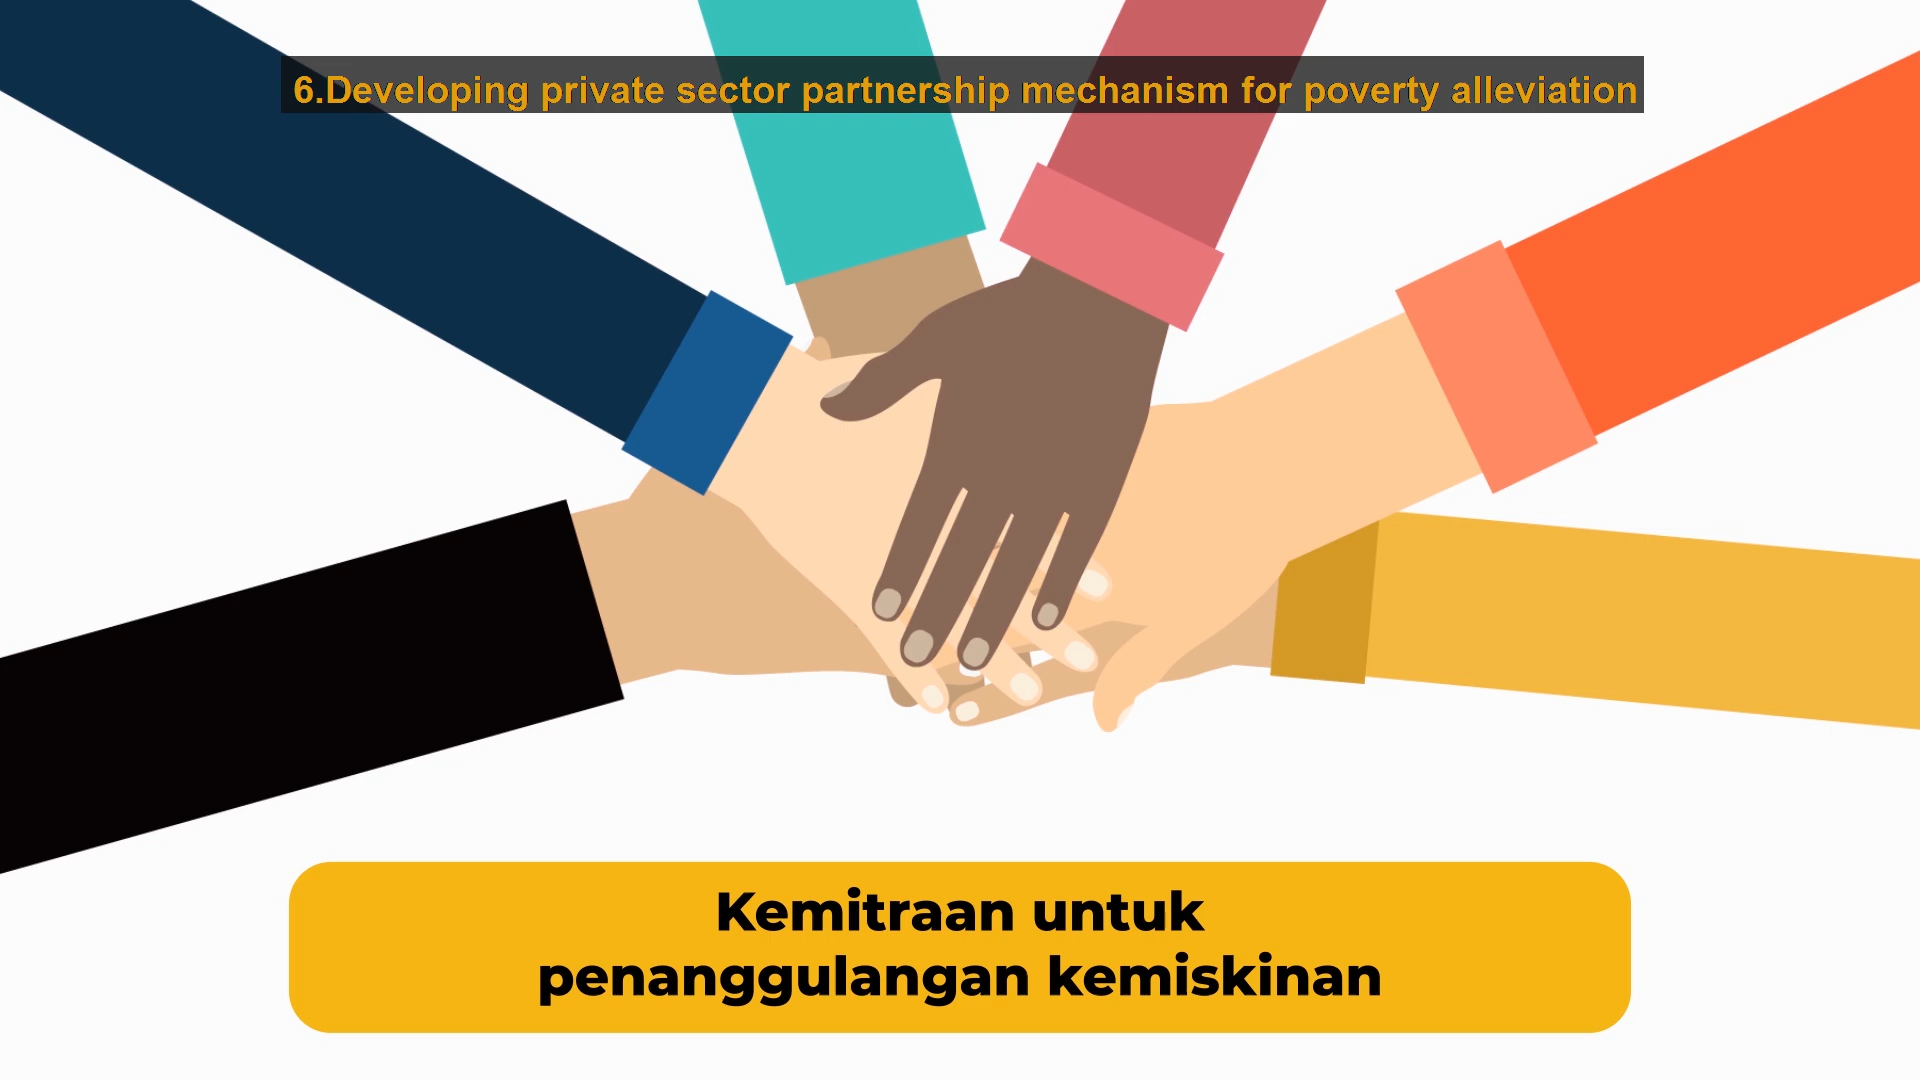 6.Developing private sector partnership mechanism for poverty alleviation
Kemitraan untuk
penanggulangan kemiskinan